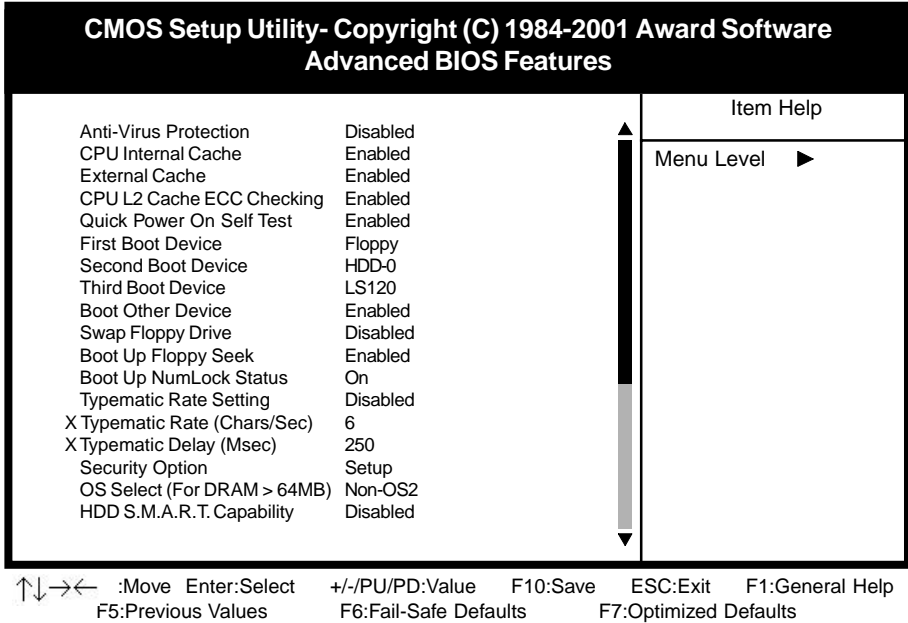 CMOS Setup Utility- Copyright (C) 1984-2001 Award Software
Advanced BIOS Features
Item Help
Menu Level ▶
Anti-Virus Protection Disabled
CPU Internal Cache Enabled
External Cache Enabled
CPU L2 Cache ECC Checking Enabled
Quick Power On Self Test Enabled
First Boot Device Floppy
Second Boot Device HDD-0
Third Boot Device LS120
Boot Other Device Enabled
Swap Floppy Drive Disabled
Boot Up Floppy Seek Enabled
Boot Up NumLock Status On
Typematic Rate Setting Disabled
X Typematic Rate (Chars/Sec) 6
X Typematic Delay (Msec) 250
Security Option Setup
OS Select (For DRAM > 64MB) Non-OS2
HDD S.M.A.R.T. Capability Disabled
↑↓→← :Move Enter:Select +/-/PU/PD:Value F10:Save ESC:Exit F1:General Help
F5:Previous Values F6:Fail-Safe Defaults F7:Optimized Defaults